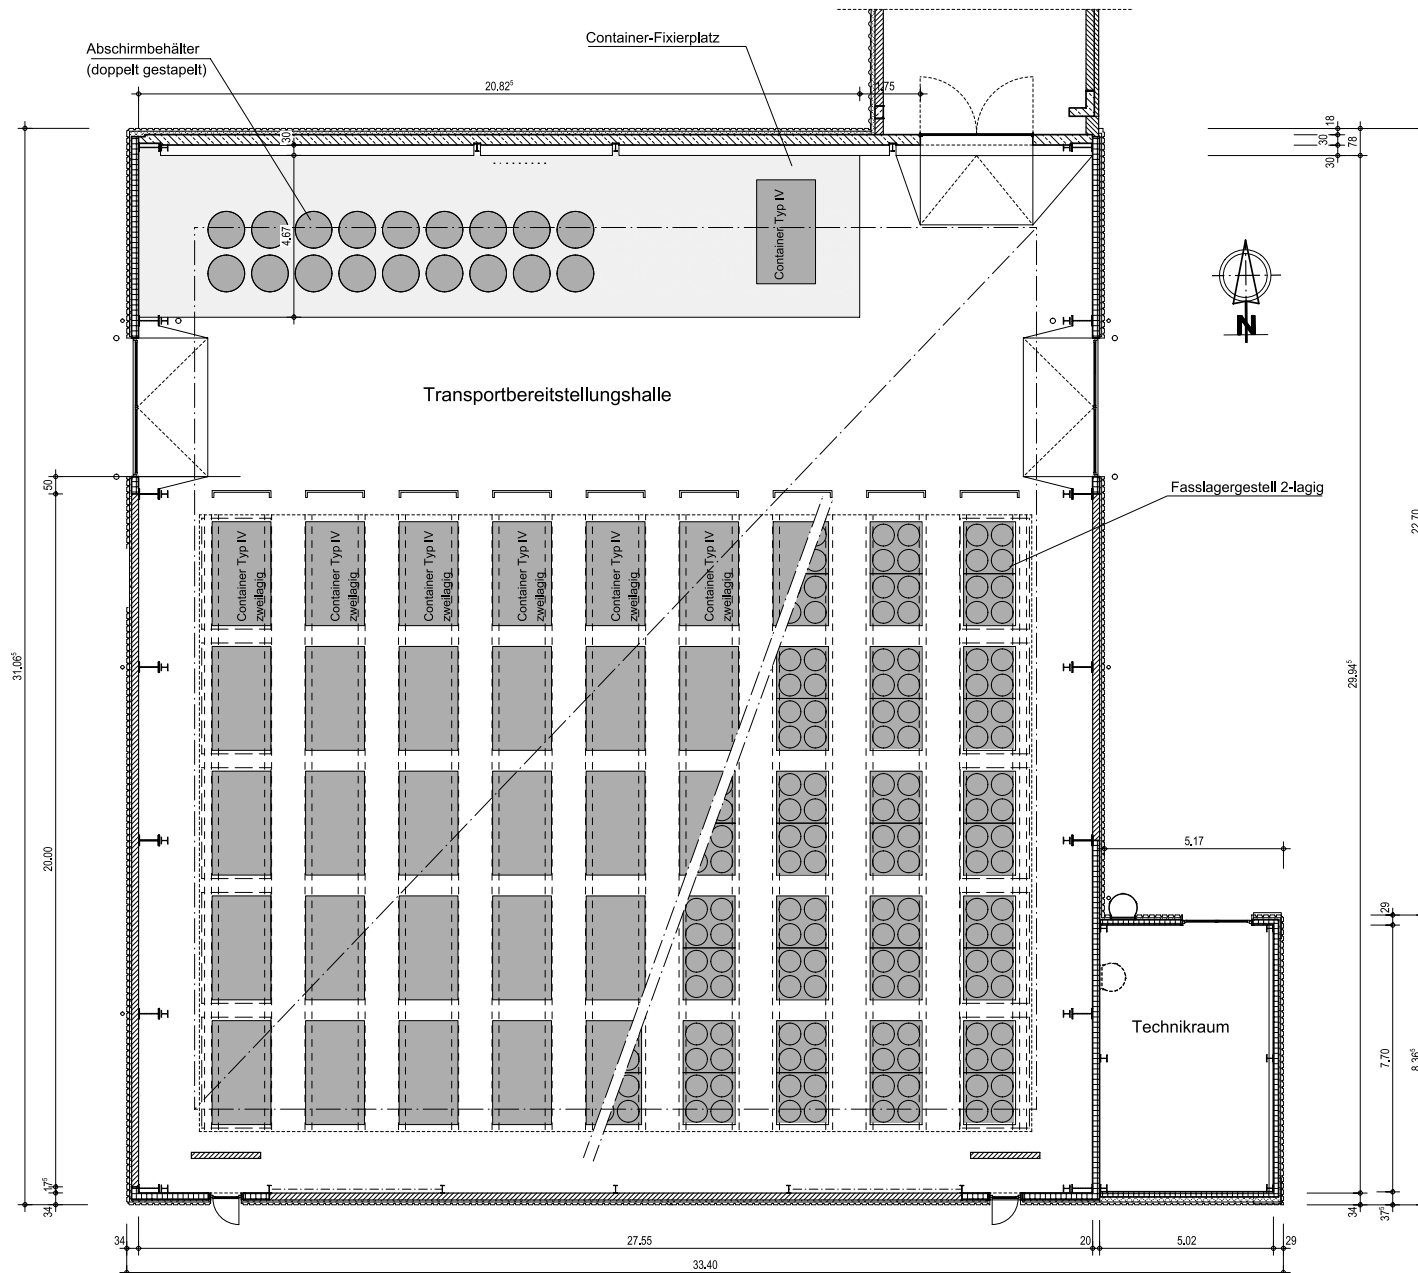 Abschirmbehälter
(doppelt gestapelt)
Container-Fixierplatz
20.82⁵
1.75
30
4.67
Container Typ IV
18
30
78
30
N
Transportbereitstellungshalle
Fasslagergestell 2-lagig
50
Container Typ IV
zweilagig
Container Typ IV
zweilagig
Container Typ IV
zweilagig
Container Typ IV
zweilagig
Container Typ IV
zweilagig
Container Typ IV
zweilagig
31.06⁵
20.00
22.70
29.94⁵
5.17
29
Technikraum
7.70
8.36⁵
17⁵
34
34
37⁵
34
27.55
20
5.02
29
33.40